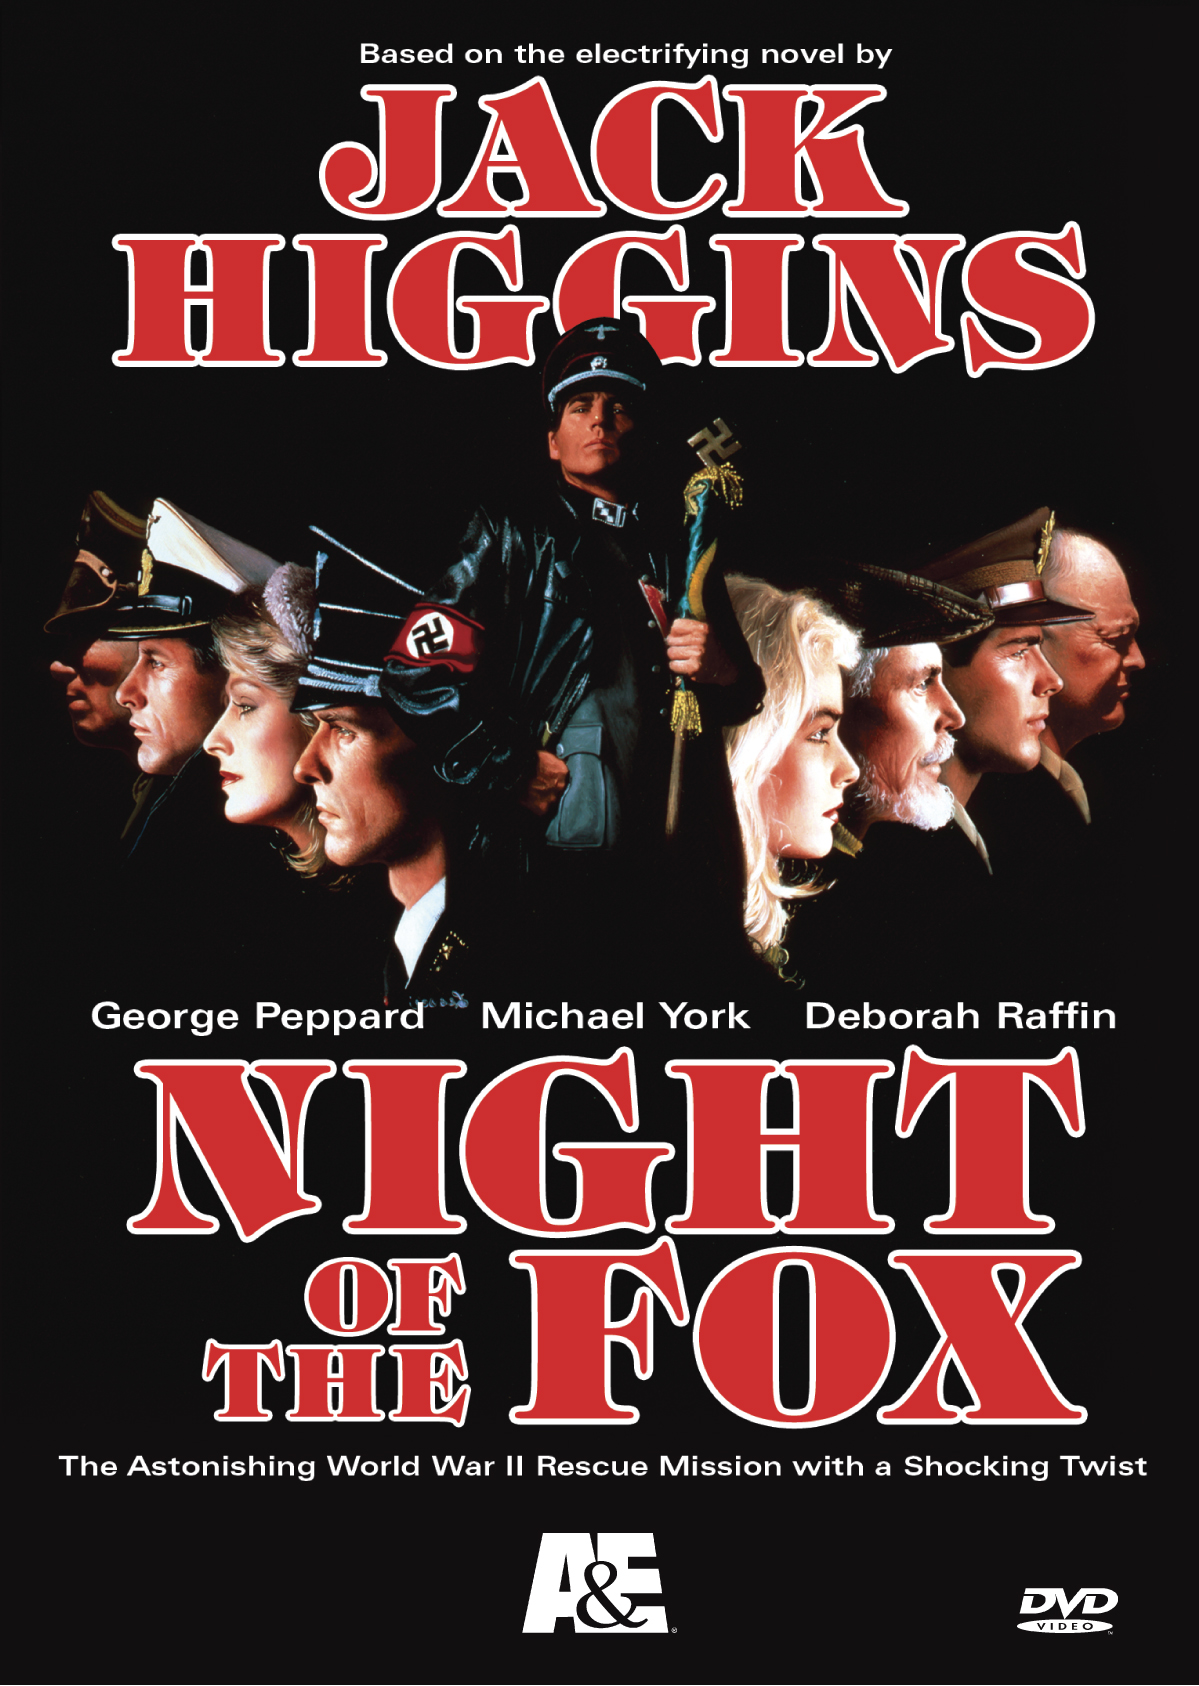 Based on the electrifying novel by
JACK
HIGGINS
George Peppard Michael York Deborah Raffin
NIGHT
OF
THE FOX
The Astonishing World War II Rescue Mission with a Shocking Twist
A&E®
DVD
VIDEO™